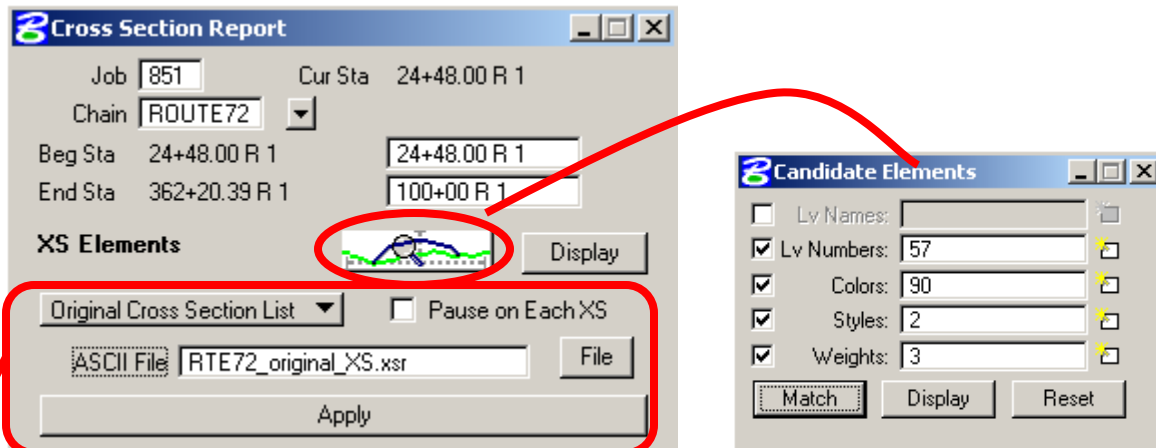 Cross Section Report
Job 851 Cur Sta 24+48.00 R 1
Chain ROUTE72
Beg Sta 24+48.00 R 1 24+48.00 R 1
End Sta 362+20.39 R 1 100+00 R 1
XS Elements Display
Original Cross Section List Pause on Each XS
ASCII File RTE72_original_XS.xsr File
Apply
Candidate Elements
Lv Names:
Lv Numbers: 57
Colors: 90
Styles: 2
Weights: 3
Match Display Reset